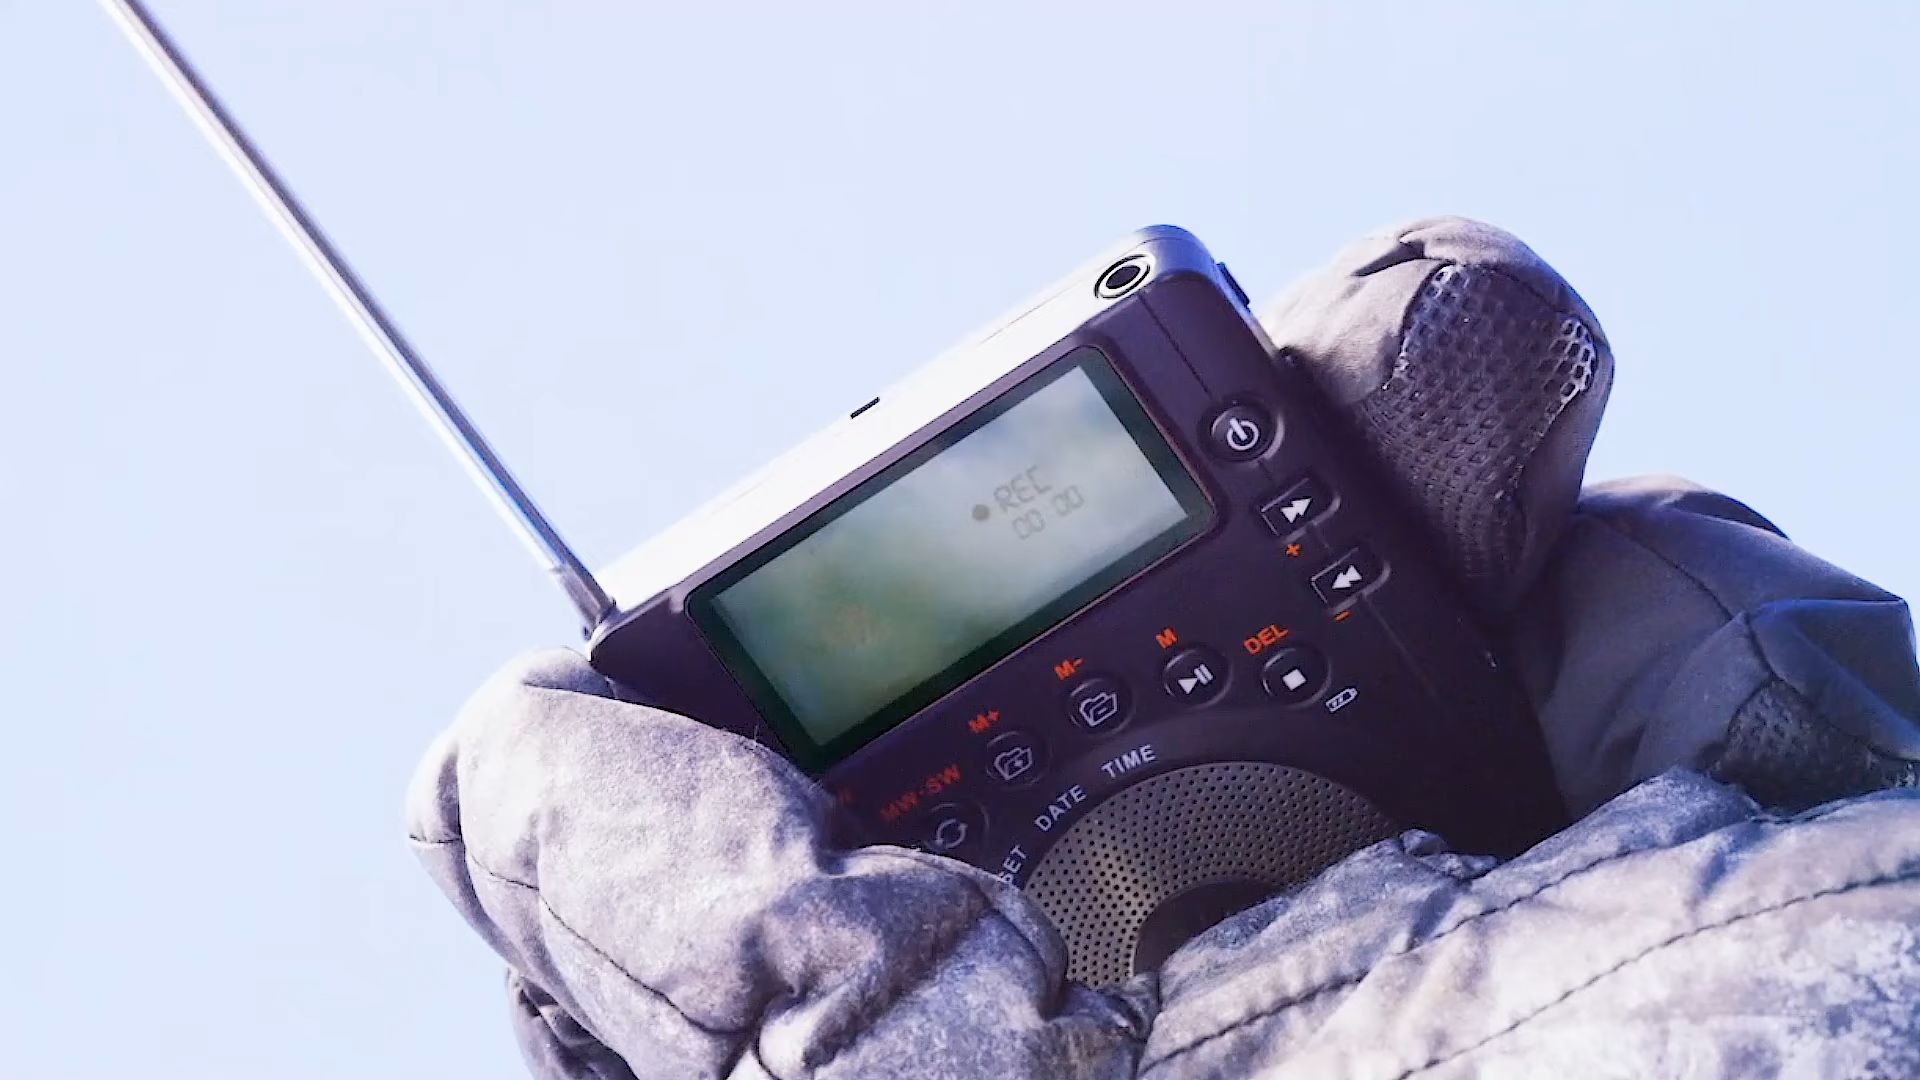 ● REC
00 00
+
-
DEL
M
M-
M+
MW·SW
TIME
DATE
SET